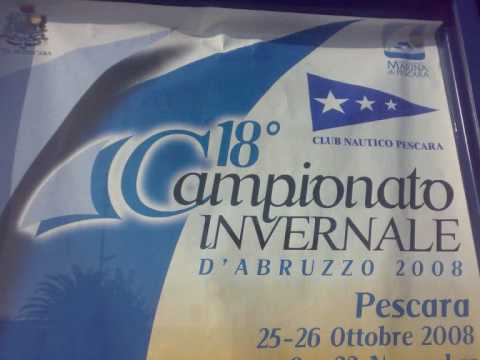 MARINA
di PESCARA
CLUB NAUTICO PESCARA
18°
Campionato
INVERNALE
D'ABRUZZO 2008
Pescara
25-26 Ottobre 2008